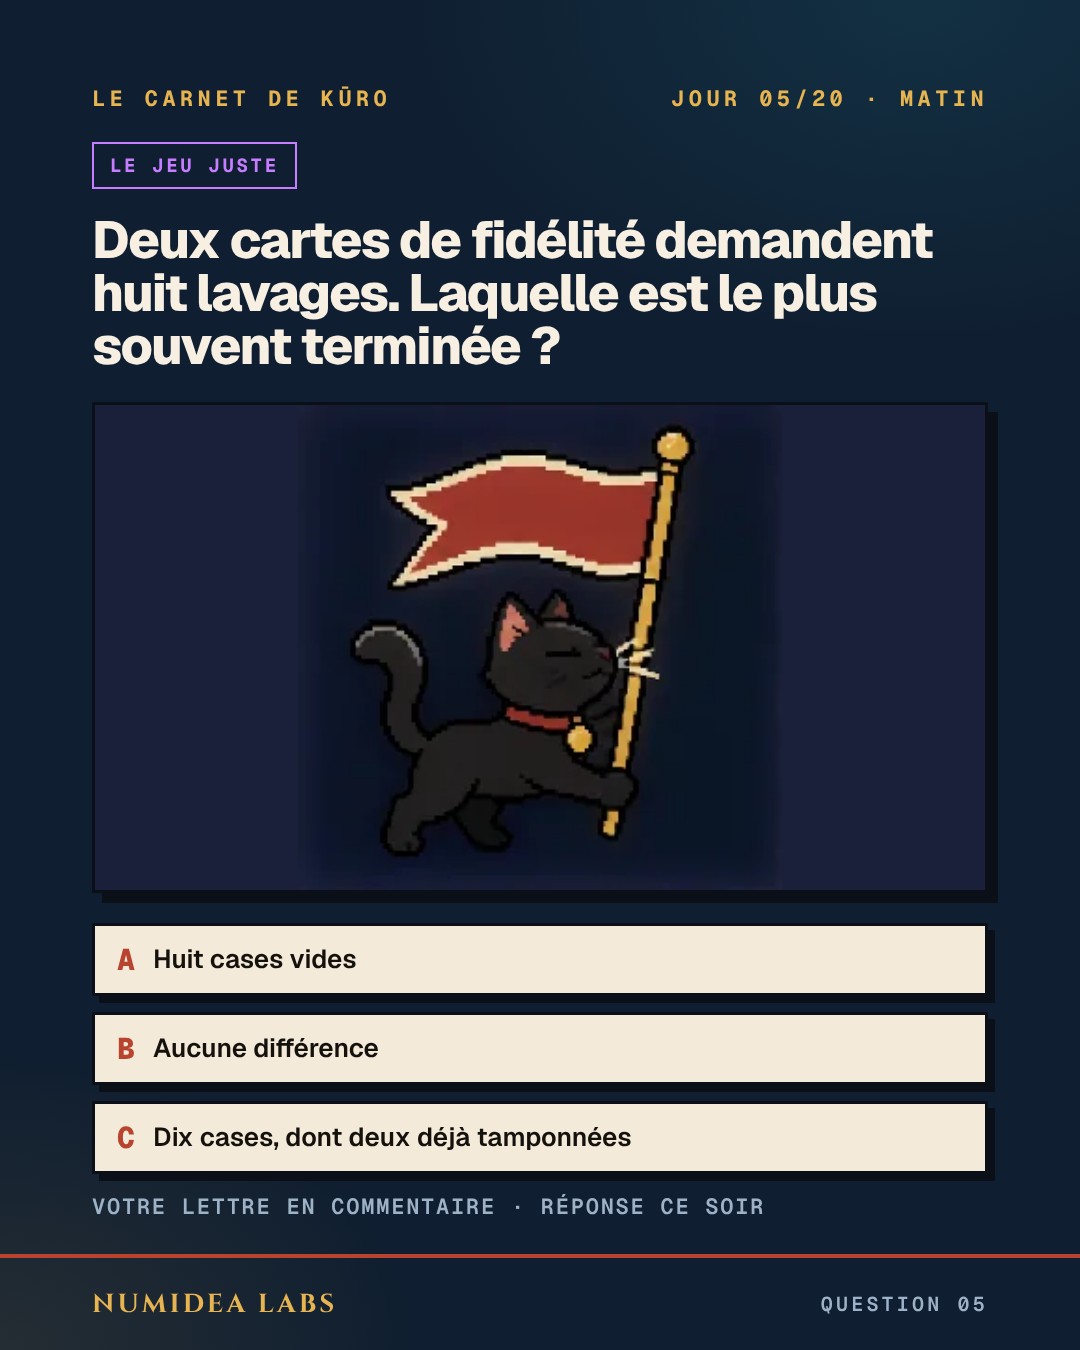 LE CARNET DE KŪRO
JOUR 05/20 · MATIN
LE JEU JUSTE
Deux cartes de fidélité demandent
huit lavages. Laquelle est le plus
souvent terminée ?
A Huit cases vides
B Aucune différence
C Dix cases, dont deux déjà tamponnées
VOTRE LETTRE EN COMMENTAIRE · RÉPONSE CE SOIR
NUMIDEA LABS
QUESTION 05